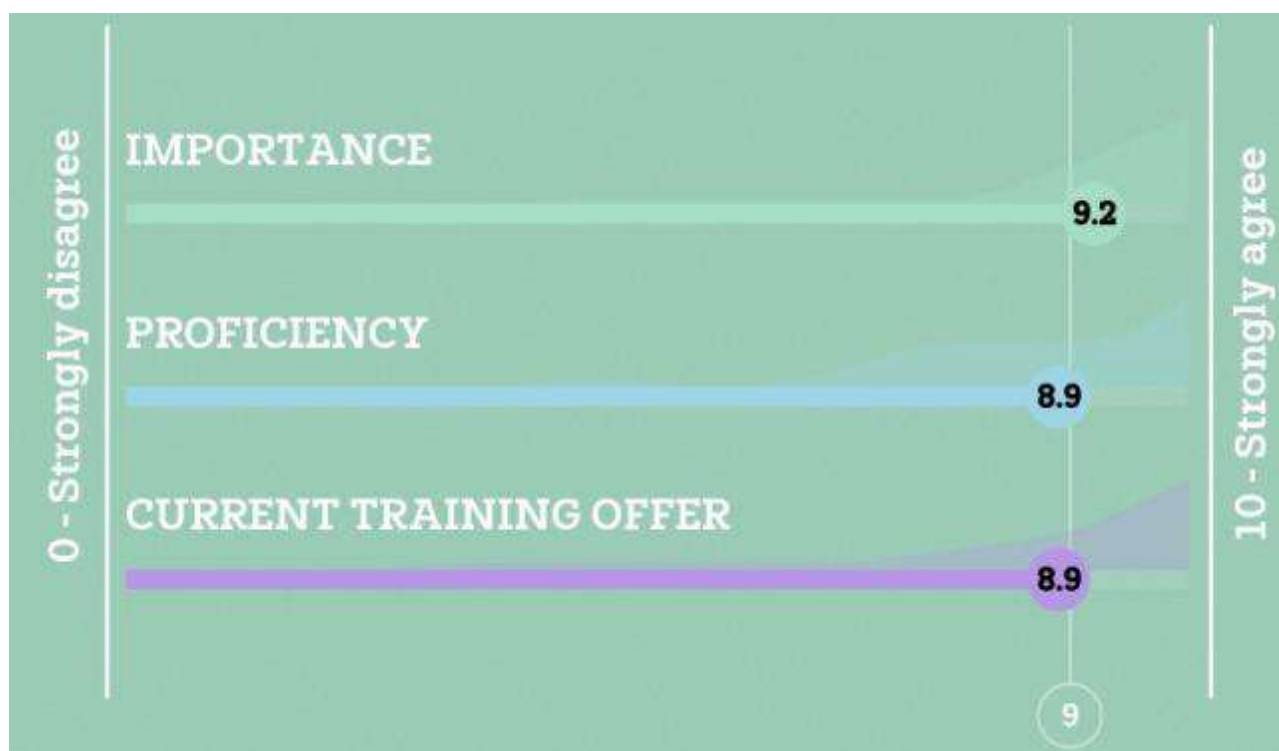 0 - Strongly disagree
IMPORTANCE
9.2
PROFICIENCY
8.9
CURRENT TRAINING OFFER
8.9
9
10 - Strongly agree